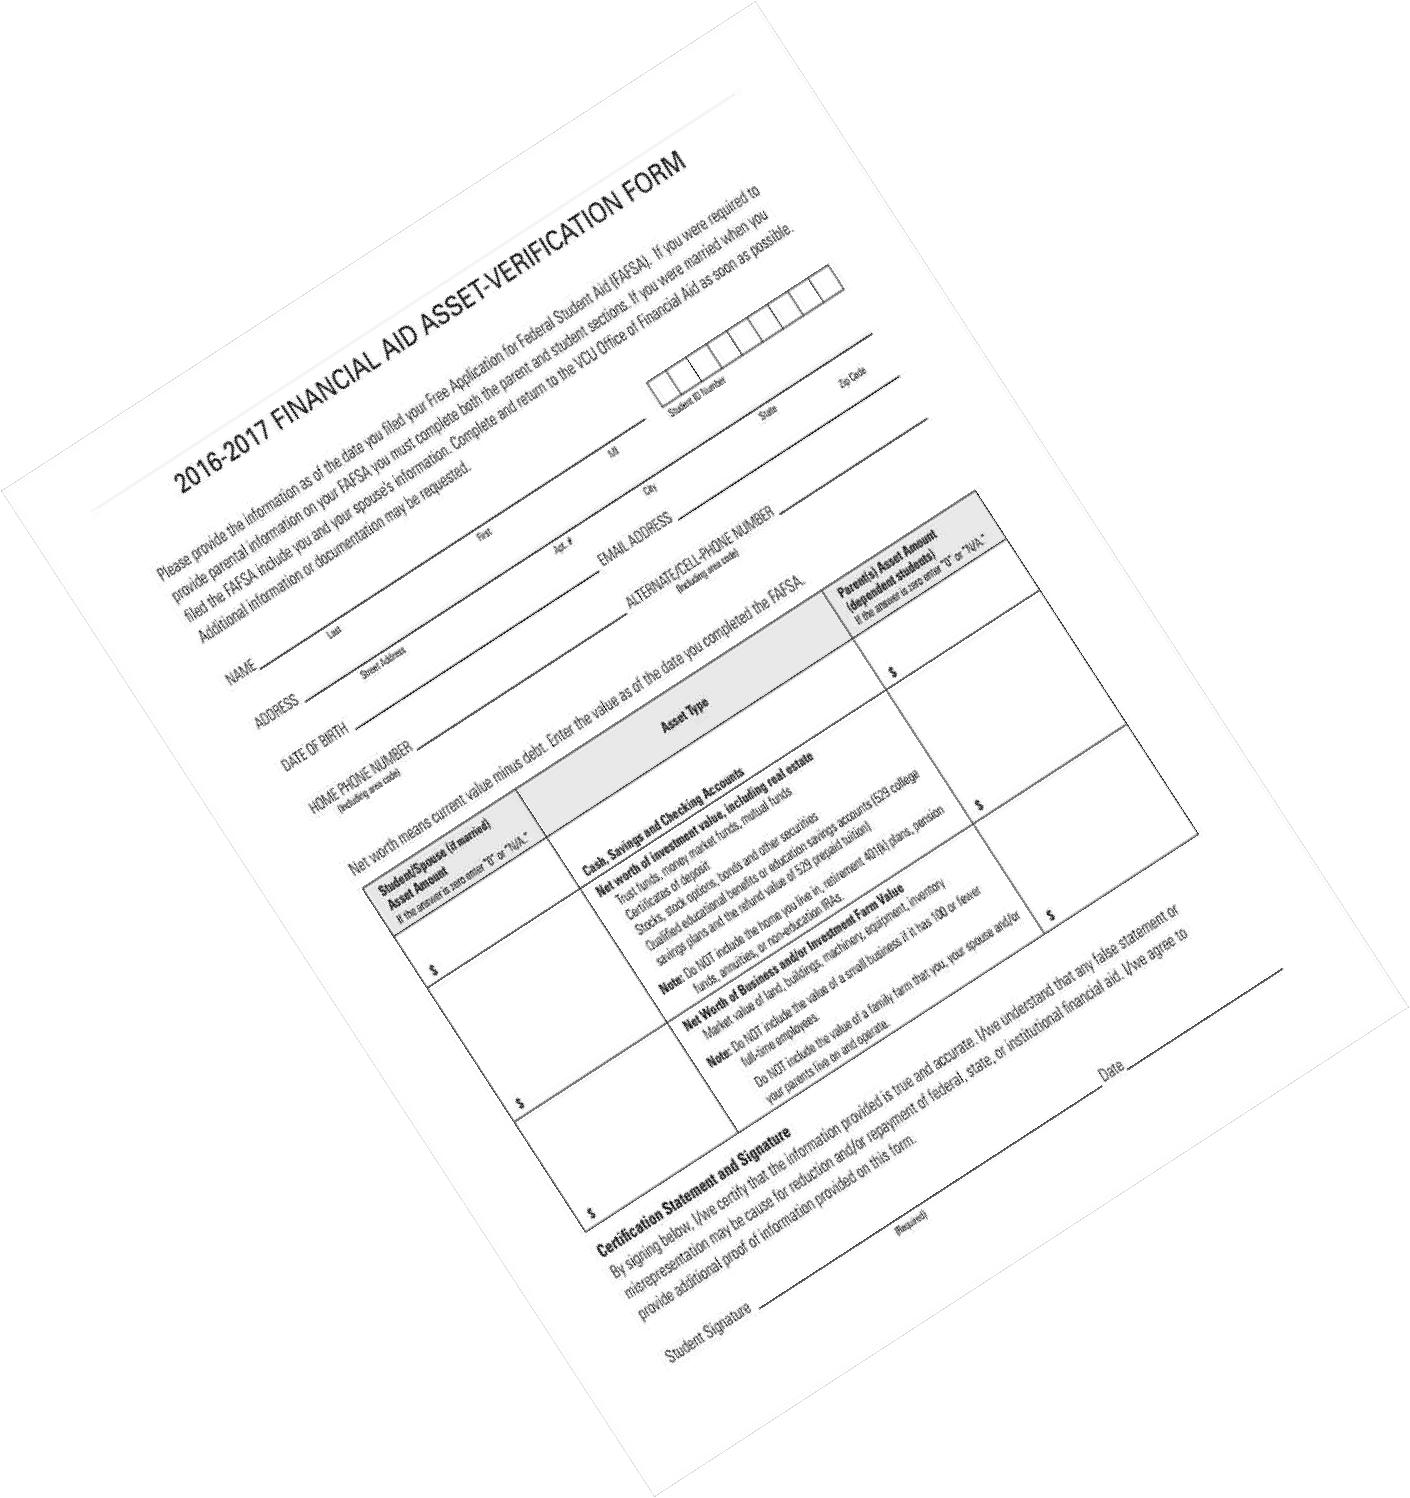 2016-2017 FINANCIAL AID ASSET-VERIFICATION FORM
Please provide the information as of the date you filed your Free Application for Federal Student Aid (FAFSA). If you were required to
provide parental information on your FAFSA you must complete both the parent and student sections. If you were married when you
filed the FAFSA include you and your spouse's information. Complete and return to the VCU Office of Financial Aid as soon as possible.
Additional information or documentation may be requested.
Student ID Number
NAME
Last First MI
ADDRESS
Street Address Apt. # City State Zip Code
DATE OF BIRTH EMAIL ADDRESS
HOME PHONE NUMBER ALTERNATE/CELL-PHONE NUMBER
(Including area code) (Including area code)
Net worth means current value minus debt. Enter the value as of the date you completed the FAFSA.
Student/Spouse (if married)
Asset Amount
If the answer is zero enter "0" or "N/A."
Asset Type
Parent(s) Asset Amount
(dependent students)
If the answer is zero enter "0" or "N/A."
$
Cash, Savings and Checking Accounts
$
$
Net worth of investment value, including real estate
Trust funds, money market funds, mutual funds
Certificates of deposit
Stocks, stock options, bonds and other securities
Qualified educational benefits or education savings accounts (529 college
savings plans and the refund value of 529 prepaid tuition)
Note: Do NOT include the home you live in, retirement 401(k) plans, pension
funds, annuities, or non-education IRAs.
$
$
Net Worth of Business and/or Investment Farm Value
Market value of land, buildings, machinery, equipment, inventory
Note: Do NOT include the value of a small business if it has 100 or fewer
full-time employees.
Do NOT include the value of a family farm that you, your spouse and/or
your parents live on and operate.
$
Certification Statement and Signature
By signing below, I/we certify that the information provided is true and accurate. I/we understand that any false statement or
misrepresentation may be cause for reduction and/or repayment of federal, state, or institutional financial aid. I/we agree to
provide additional proof of information provided on this form.
Student Signature Date
(Required)